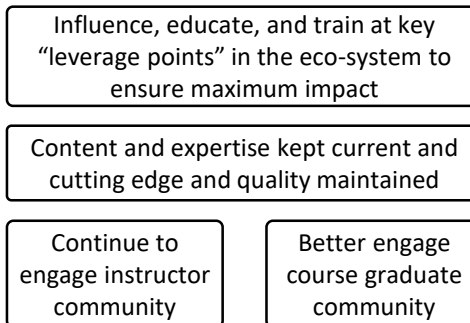 Influence, educate, and train at key
“leverage points” in the eco-system to
ensure maximum impact
Content and expertise kept current and
cutting edge and quality maintained
Continue to
engage instructor
community
Better engage
course graduate
community